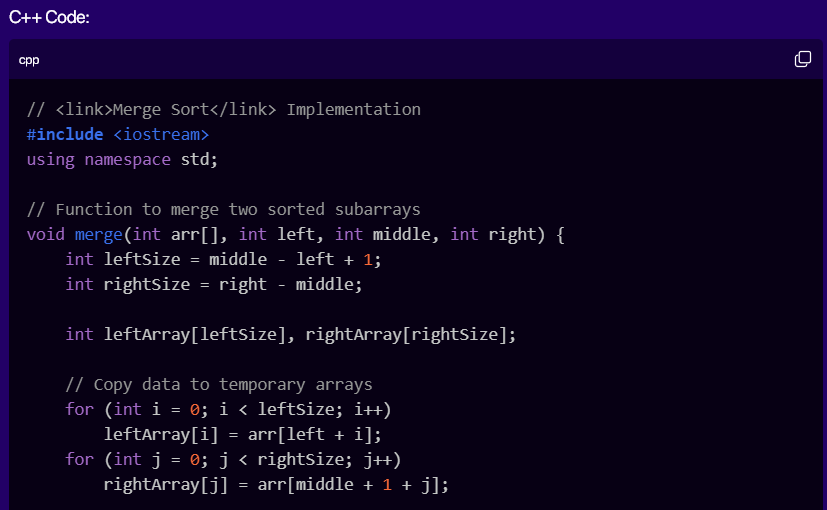 C++ Code:
cpp
// <link>Merge Sort</link> Implementation
#include <iostream>
using namespace std;
// Function to merge two sorted subarrays
void merge(int arr[], int left, int middle, int right) {
    int leftSize = middle - left + 1;
    int rightSize = right - middle;
    int leftArray[leftSize], rightArray[rightSize];
    // Copy data to temporary arrays
    for (int i = 0; i < leftSize; i++)
        leftArray[i] = arr[left + i];
    for (int j = 0; j < rightSize; j++)
        rightArray[j] = arr[middle + 1 + j];